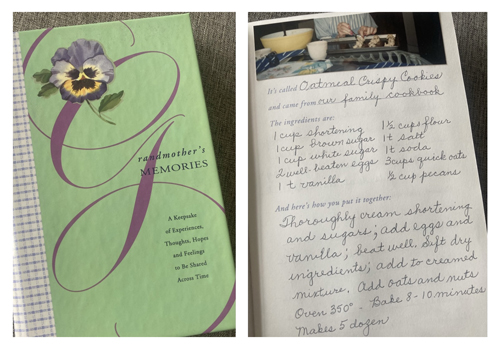 Grandmother's
MEMORIES
A Keepsake
of Experiences,
Thoughts, Hopes
and Feelings
to Be Shared
Across Time
It's called Oatmeal Crispy Cookies
and came from our family cookbook
The ingredients are:
1 cup shortening 1½ cups flour
1 cup brown sugar 1 t salt
1 cup white sugar 1 t soda
2 well-beaten eggs 3 cups quick oats
1 t vanilla ½ cup pecans
And here's how you put it together:
Thoroughly cream shortening
and sugars; add eggs and
vanilla; beat well. Sift dry
ingredients; add to creamed
mixture. Add oats and nuts
Oven 350° - Bake 8-10 minutes
Makes 5 dozen